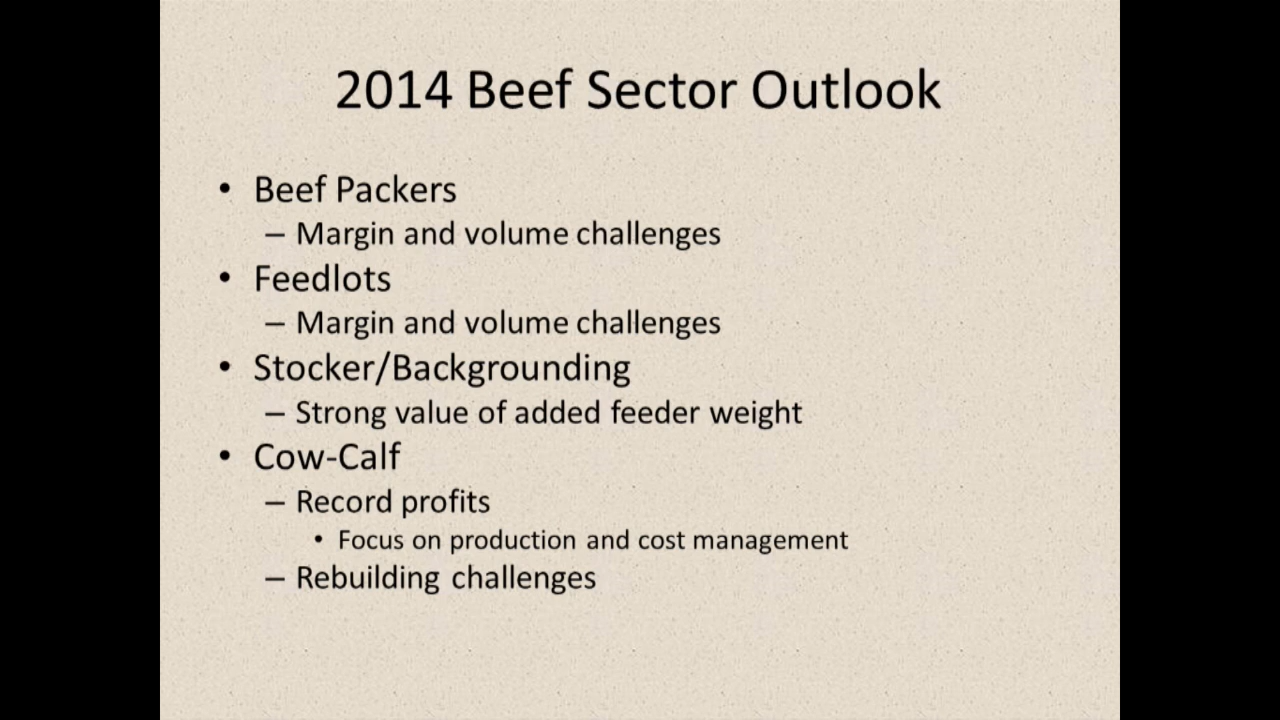 2014 Beef Sector Outlook
• Beef Packers
– Margin and volume challenges
• Feedlots
– Margin and volume challenges
• Stocker/Backgrounding
– Strong value of added feeder weight
• Cow-Calf
– Record profits
• Focus on production and cost management
– Rebuilding challenges